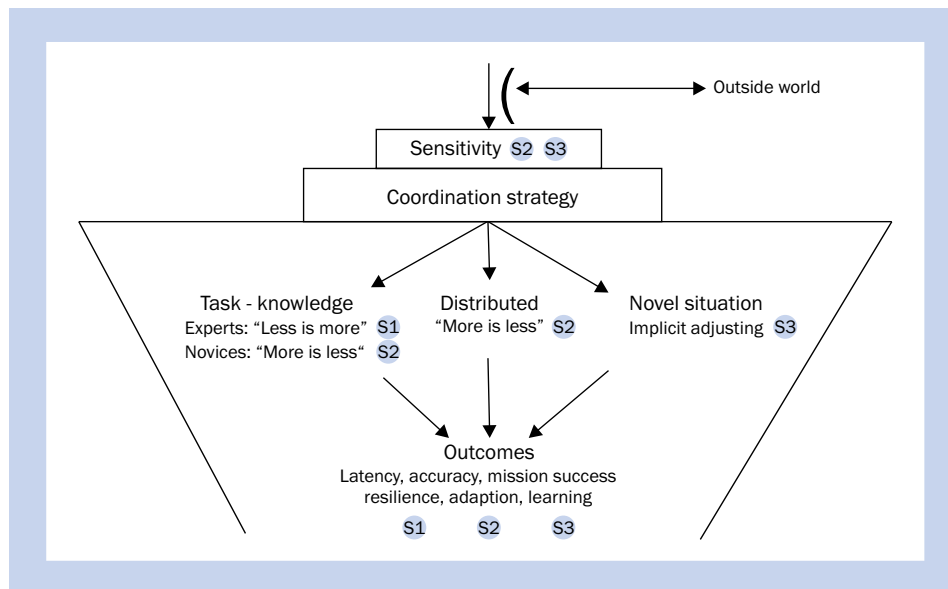 Outside world
Sensitivity S2 S3
Coordination strategy
Task - knowledge
Experts: “Less is more” S1
Novices: “More is less“ S2
Distributed
“More is less” S2
Novel situation
Implicit adjusting S3
Outcomes
Latency, accuracy, mission success
resilience, adaption, learning
S1 S2 S3